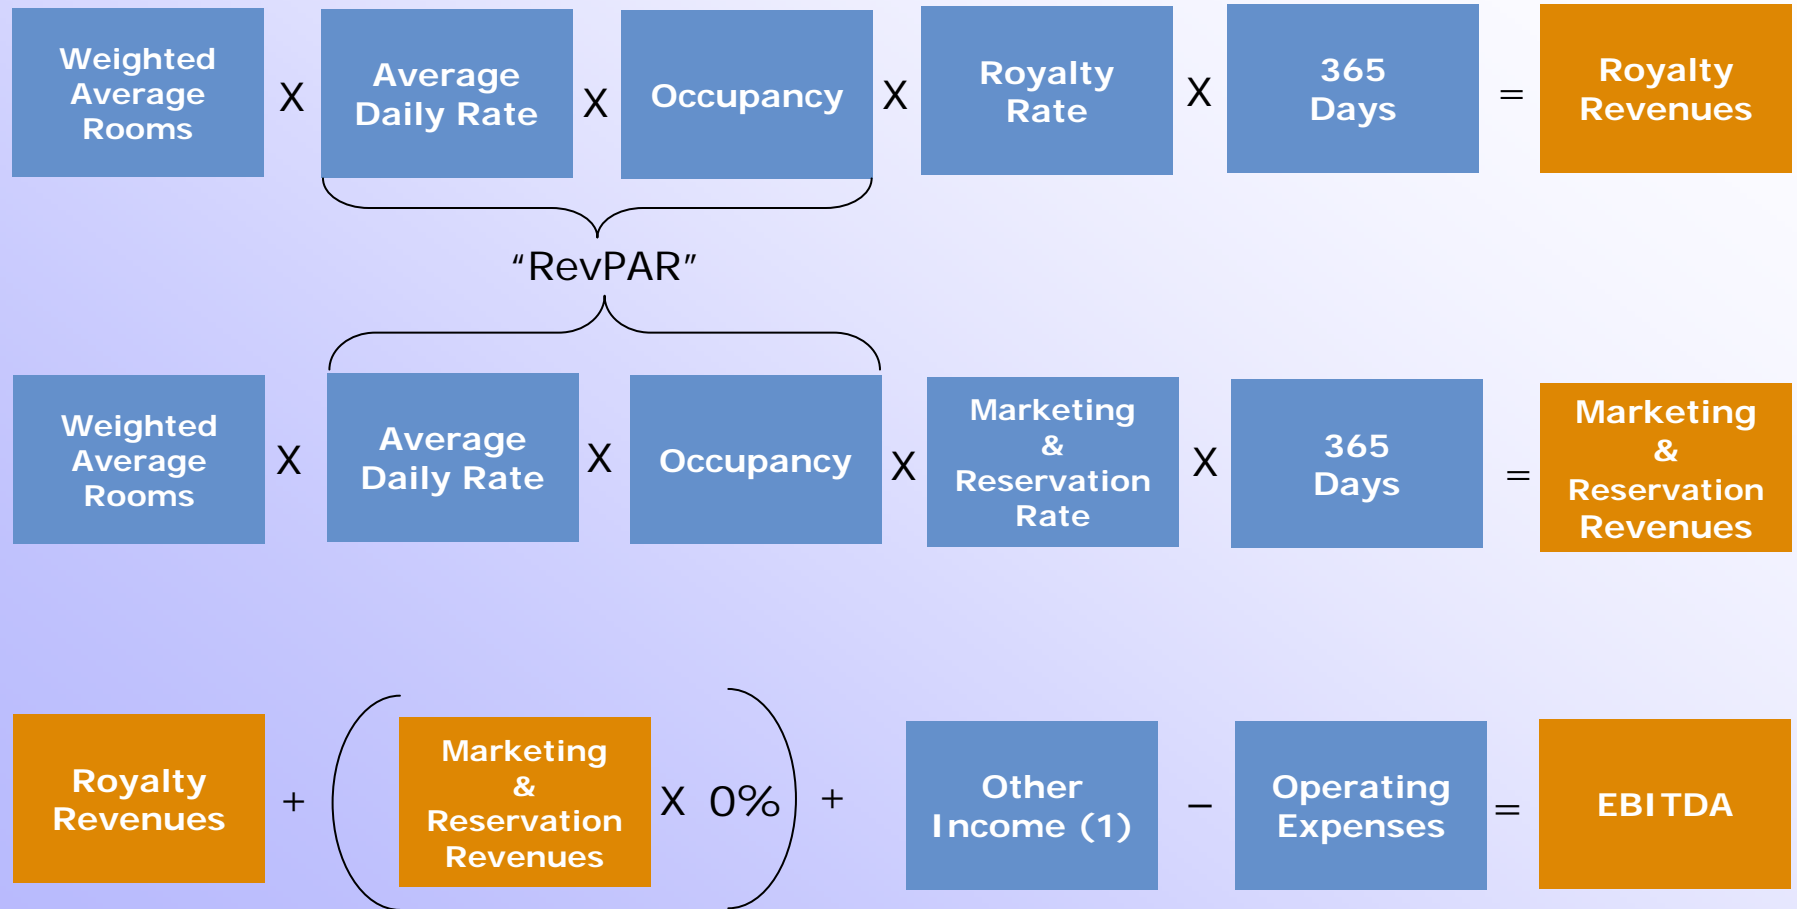 Weighted
Average
Rooms
X
Average
Daily Rate
X
Occupancy
X
Royalty
Rate
X
365
Days
=
Royalty
Revenues
"RevPAR"
Weighted
Average
Rooms
X
Average
Daily Rate
X
Occupancy
X
Marketing
&
Reservation
Rate
X
365
Days
=
Marketing
&
Reservation
Revenues
Royalty
Revenues
+
(
Marketing
&
Reservation
Revenues
X 0%
)
+
Other
Income (1)
–
Operating
Expenses
=
EBITDA